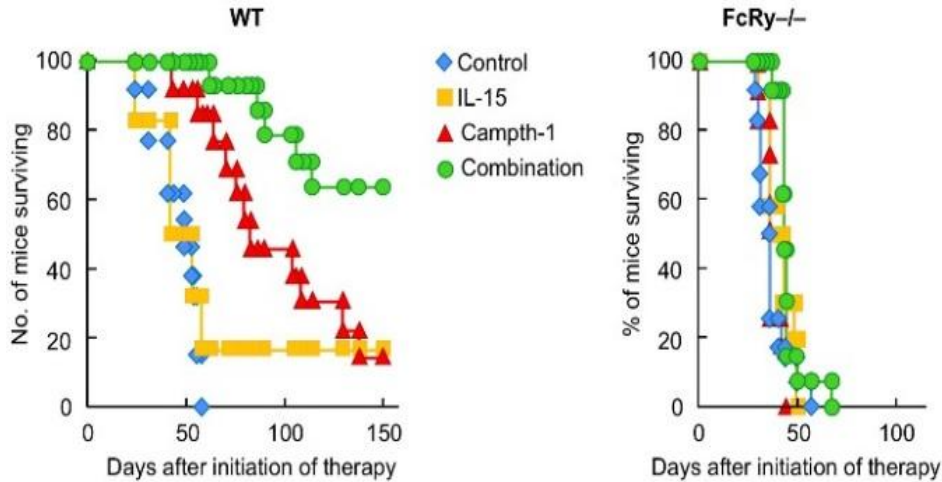 WT
No. of mice surviving
100
80
60
40
20
0
0 50 100 150
Days after initiation of therapy
Control
IL-15
Campth-1
Combination
FcRy–/–
% of mice surviving
100
80
60
40
20
0
0 50 100
Days after initiation of therapy